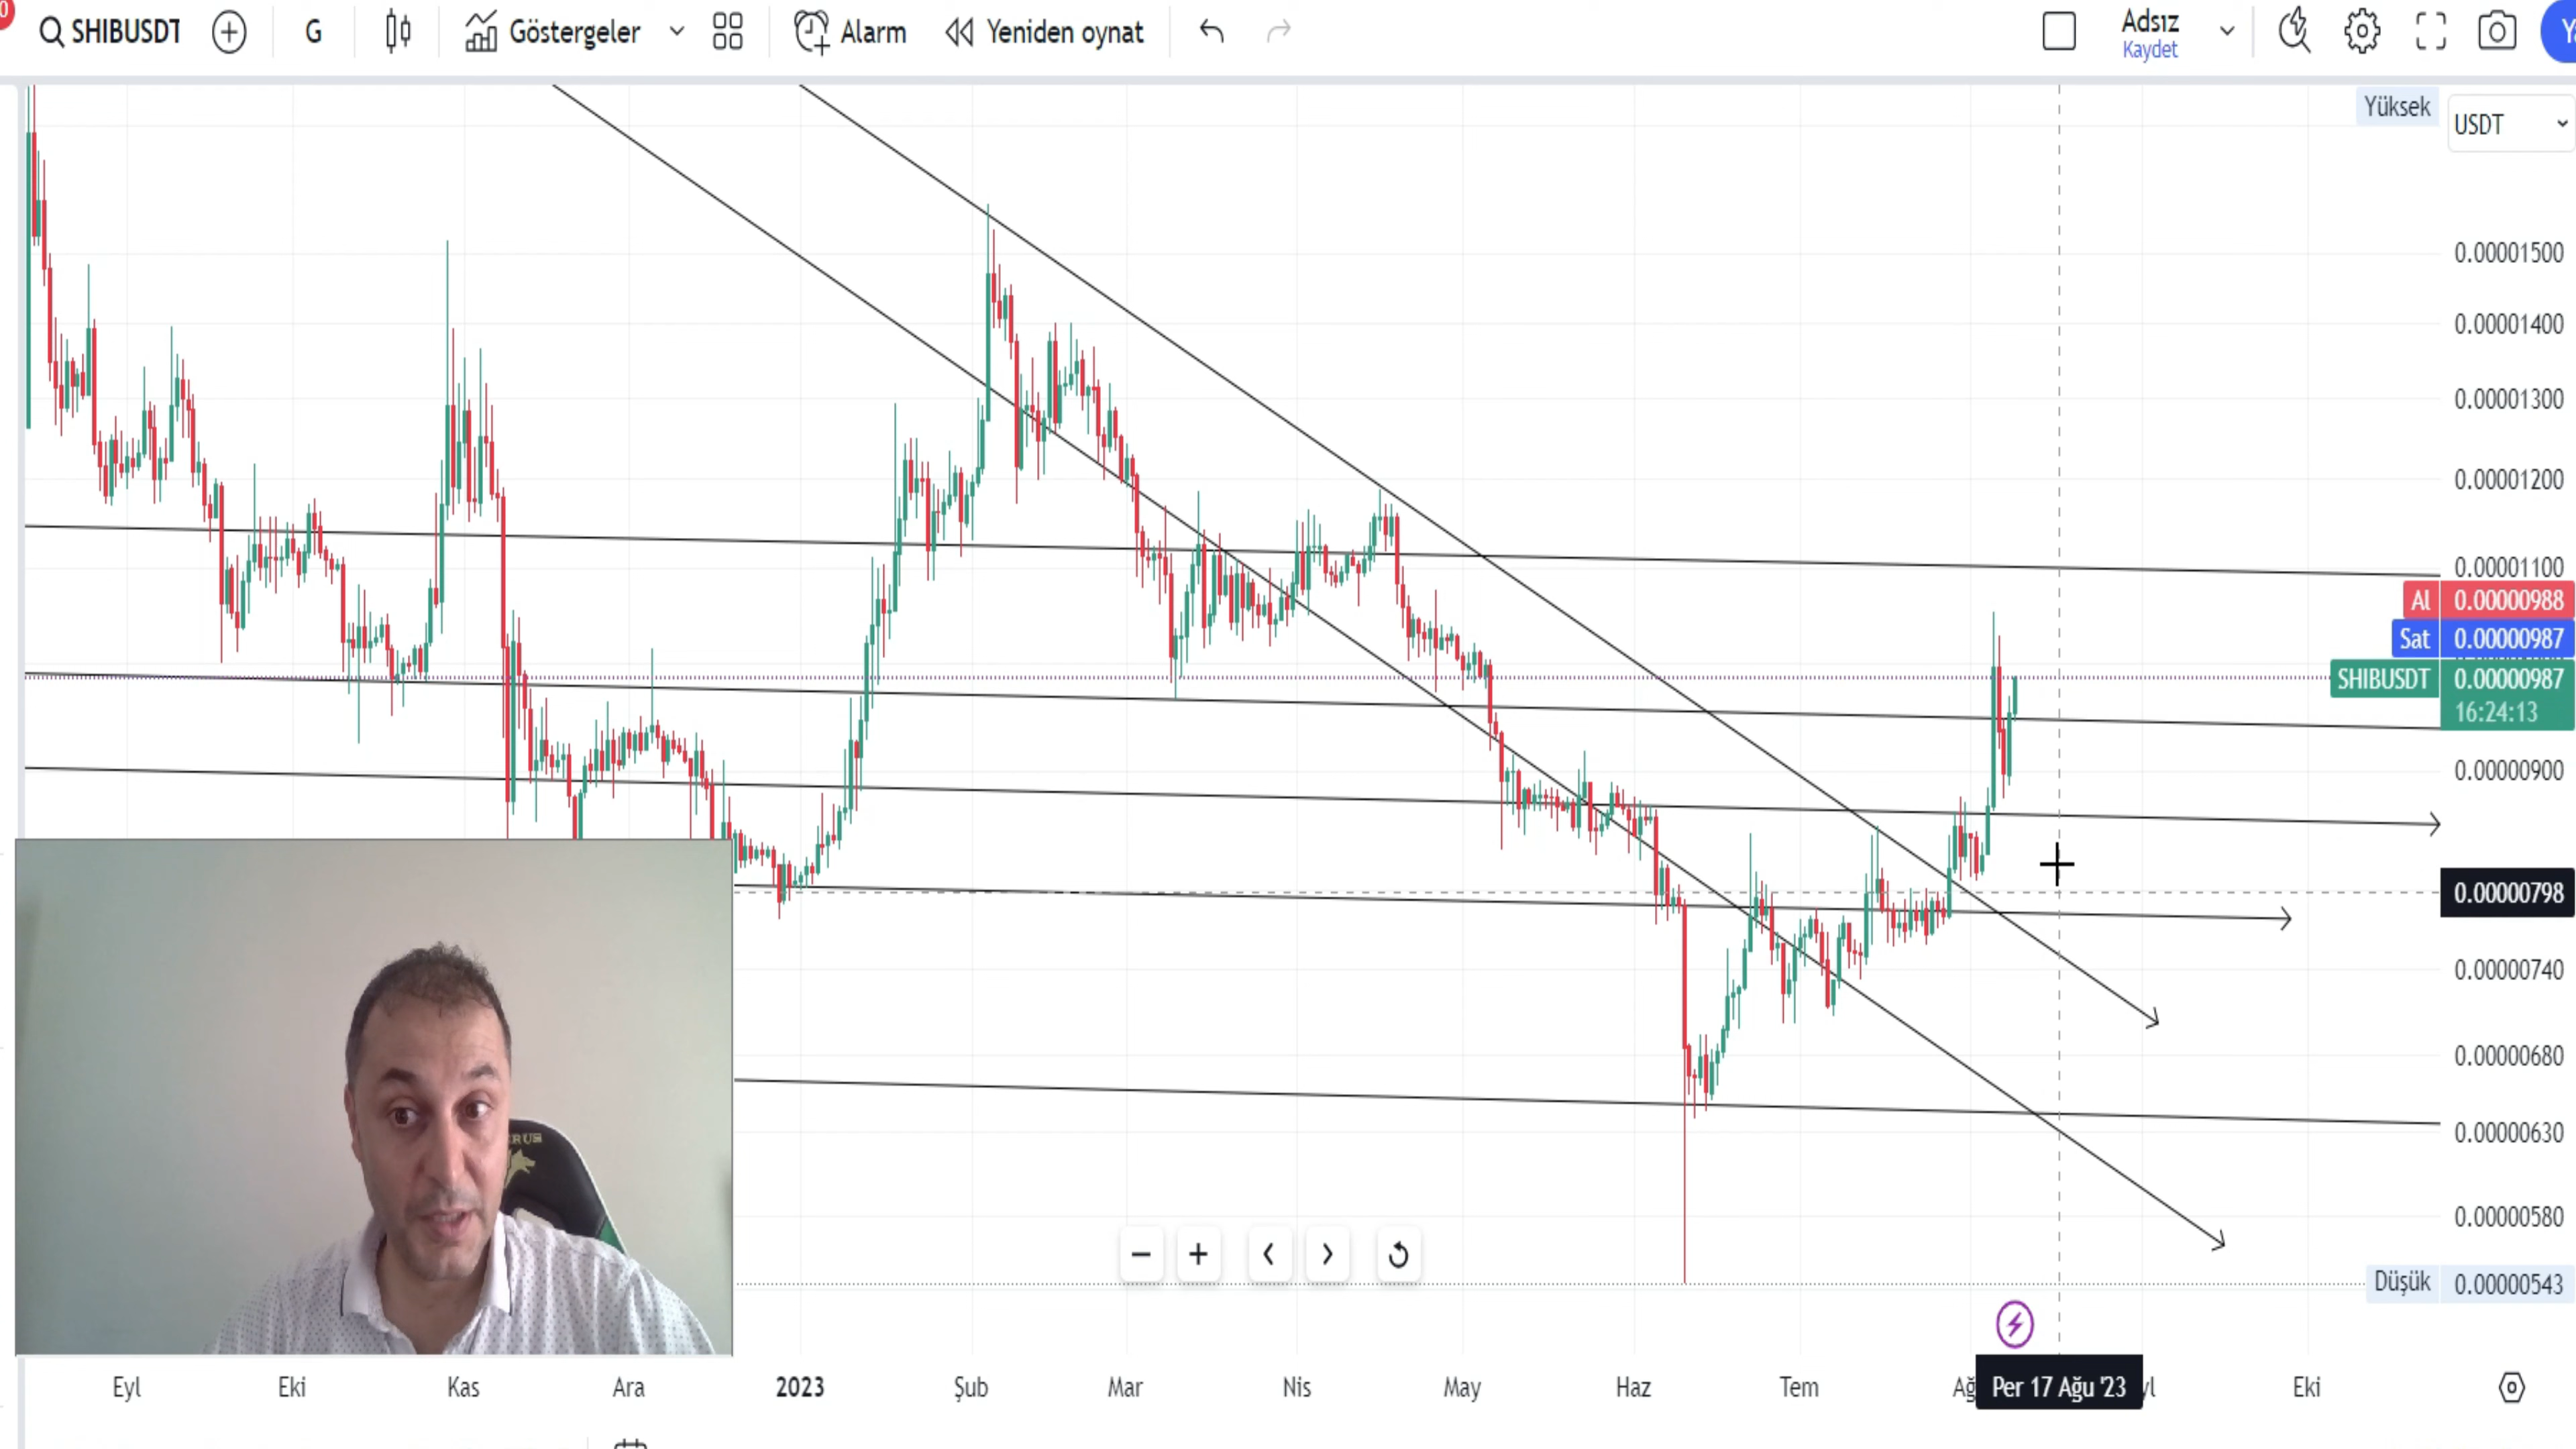 SHIBUSDT
G
Göstergeler
Alarm
Yeniden oynat
Adsız
Kaydet
Yüksek
USDT
0.00001500
0.00001400
0.00001300
0.00001200
0.00001100
Al 0.00000988
Sat 0.00000987
SHIBUSDT 0.00000987
16:24:13
0.00000900
0.00000798
0.00000740
0.00000680
0.00000630
0.00000580
Düşük 0.00000543
Eyl Eki Kas Ara 2023 Şub Mar Nis May Haz Tem Ağ Per 17 Ağu '23 yl Eki